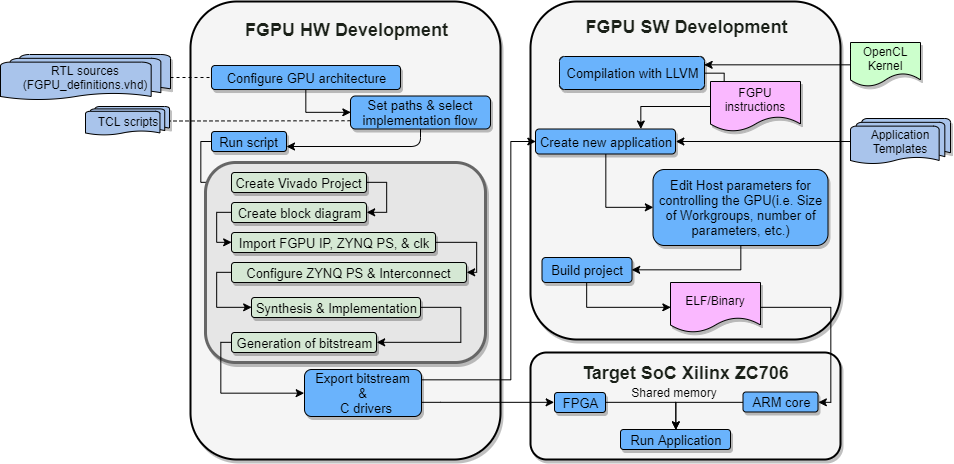 FGPU HW Development
RTL sources
(FGPU_definitions.vhd)
TCL scripts
Configure GPU architecture
Set paths & select
implementation flow
Run script
Create Vivado Project
Create block diagram
Import FGPU IP, ZYNQ PS, & clk
Configure ZYNQ PS & Interconnect
Synthesis & Implementation
Generation of bitstream
Export bitstream
&
C drivers
FGPU SW Development
Compilation with LLVM
OpenCL
Kernel
FGPU
instructions
Create new application
Application
Templates
Edit Host parameters for
controlling the GPU(i.e. Size
of Workgroups, number of
parameters, etc.)
Build project
ELF/Binary
Target SoC Xilinx ZC706
Shared memory
FPGA
ARM core
Run Application